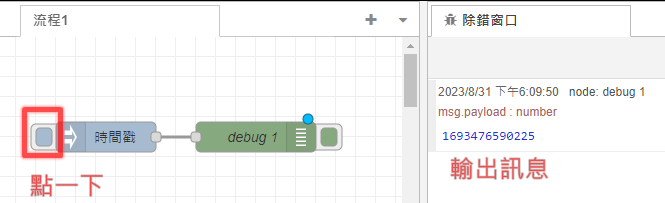 流程1
除錯窗口
2023/8/31 下午6:09:50 node: debug 1
msg.payload : number
1693476590225
時間戳
debug 1
點一下
輸出訊息